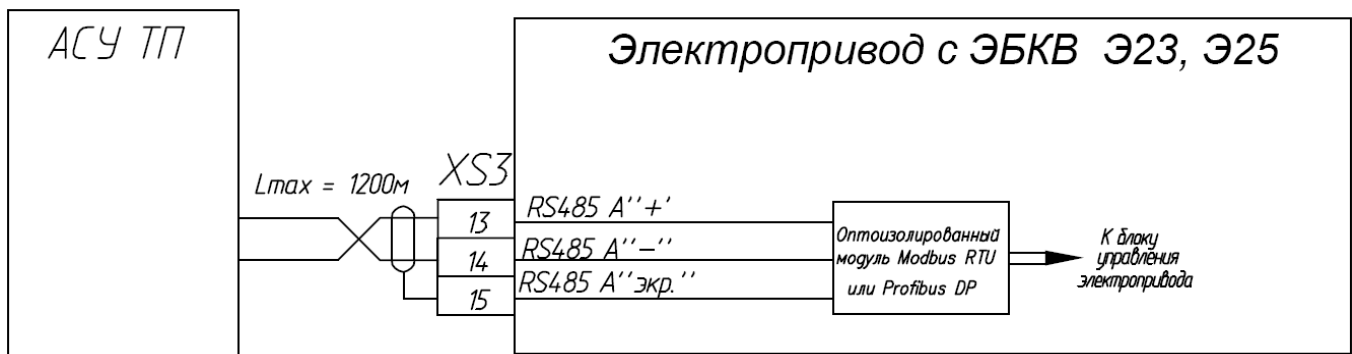 АСУ ТП
Электропривод с ЭБКВ Э23, Э25
Lmax = 1200м
XS3
13
RS485 A''+'
14
RS485 A''-''
15
RS485 A''экр.''
Оптоизолированный
модуль Modbus RTU
или Profibus DP
К блоку
управления
электропривода